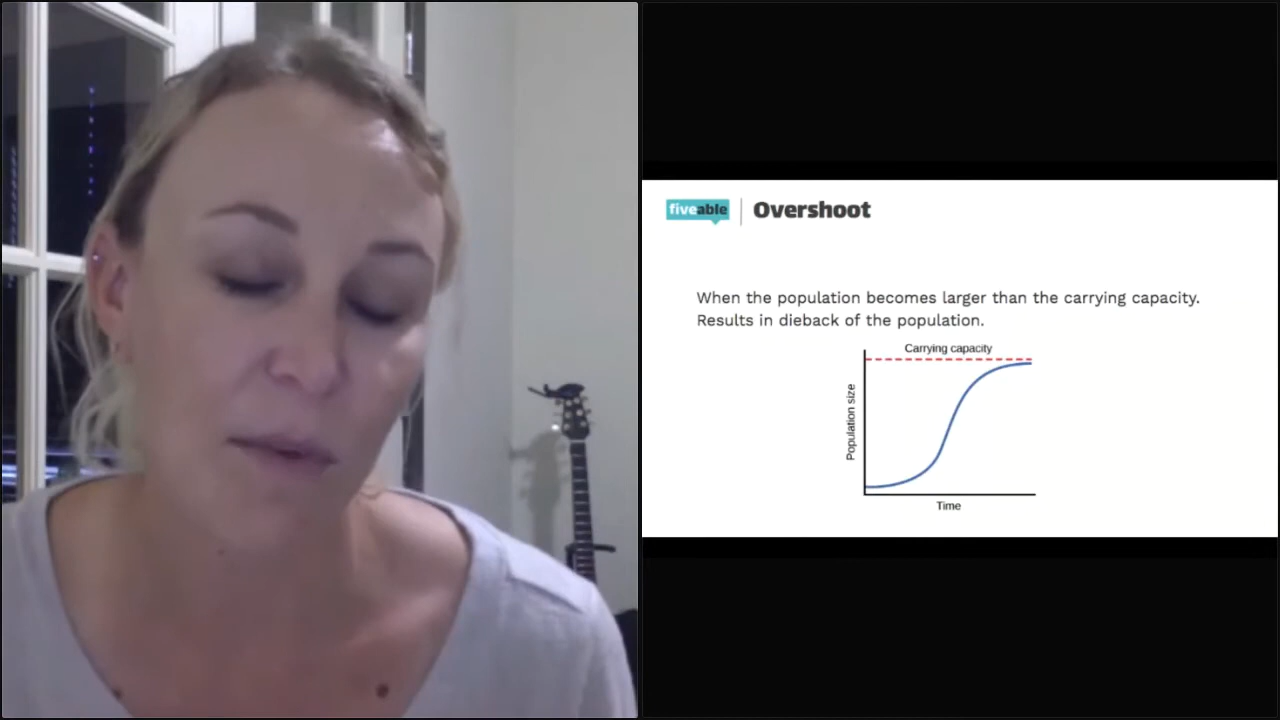 fiveable
Overshoot
When the population becomes larger than the carrying capacity.
Results in dieback of the population.
Carrying capacity
Population size
Time